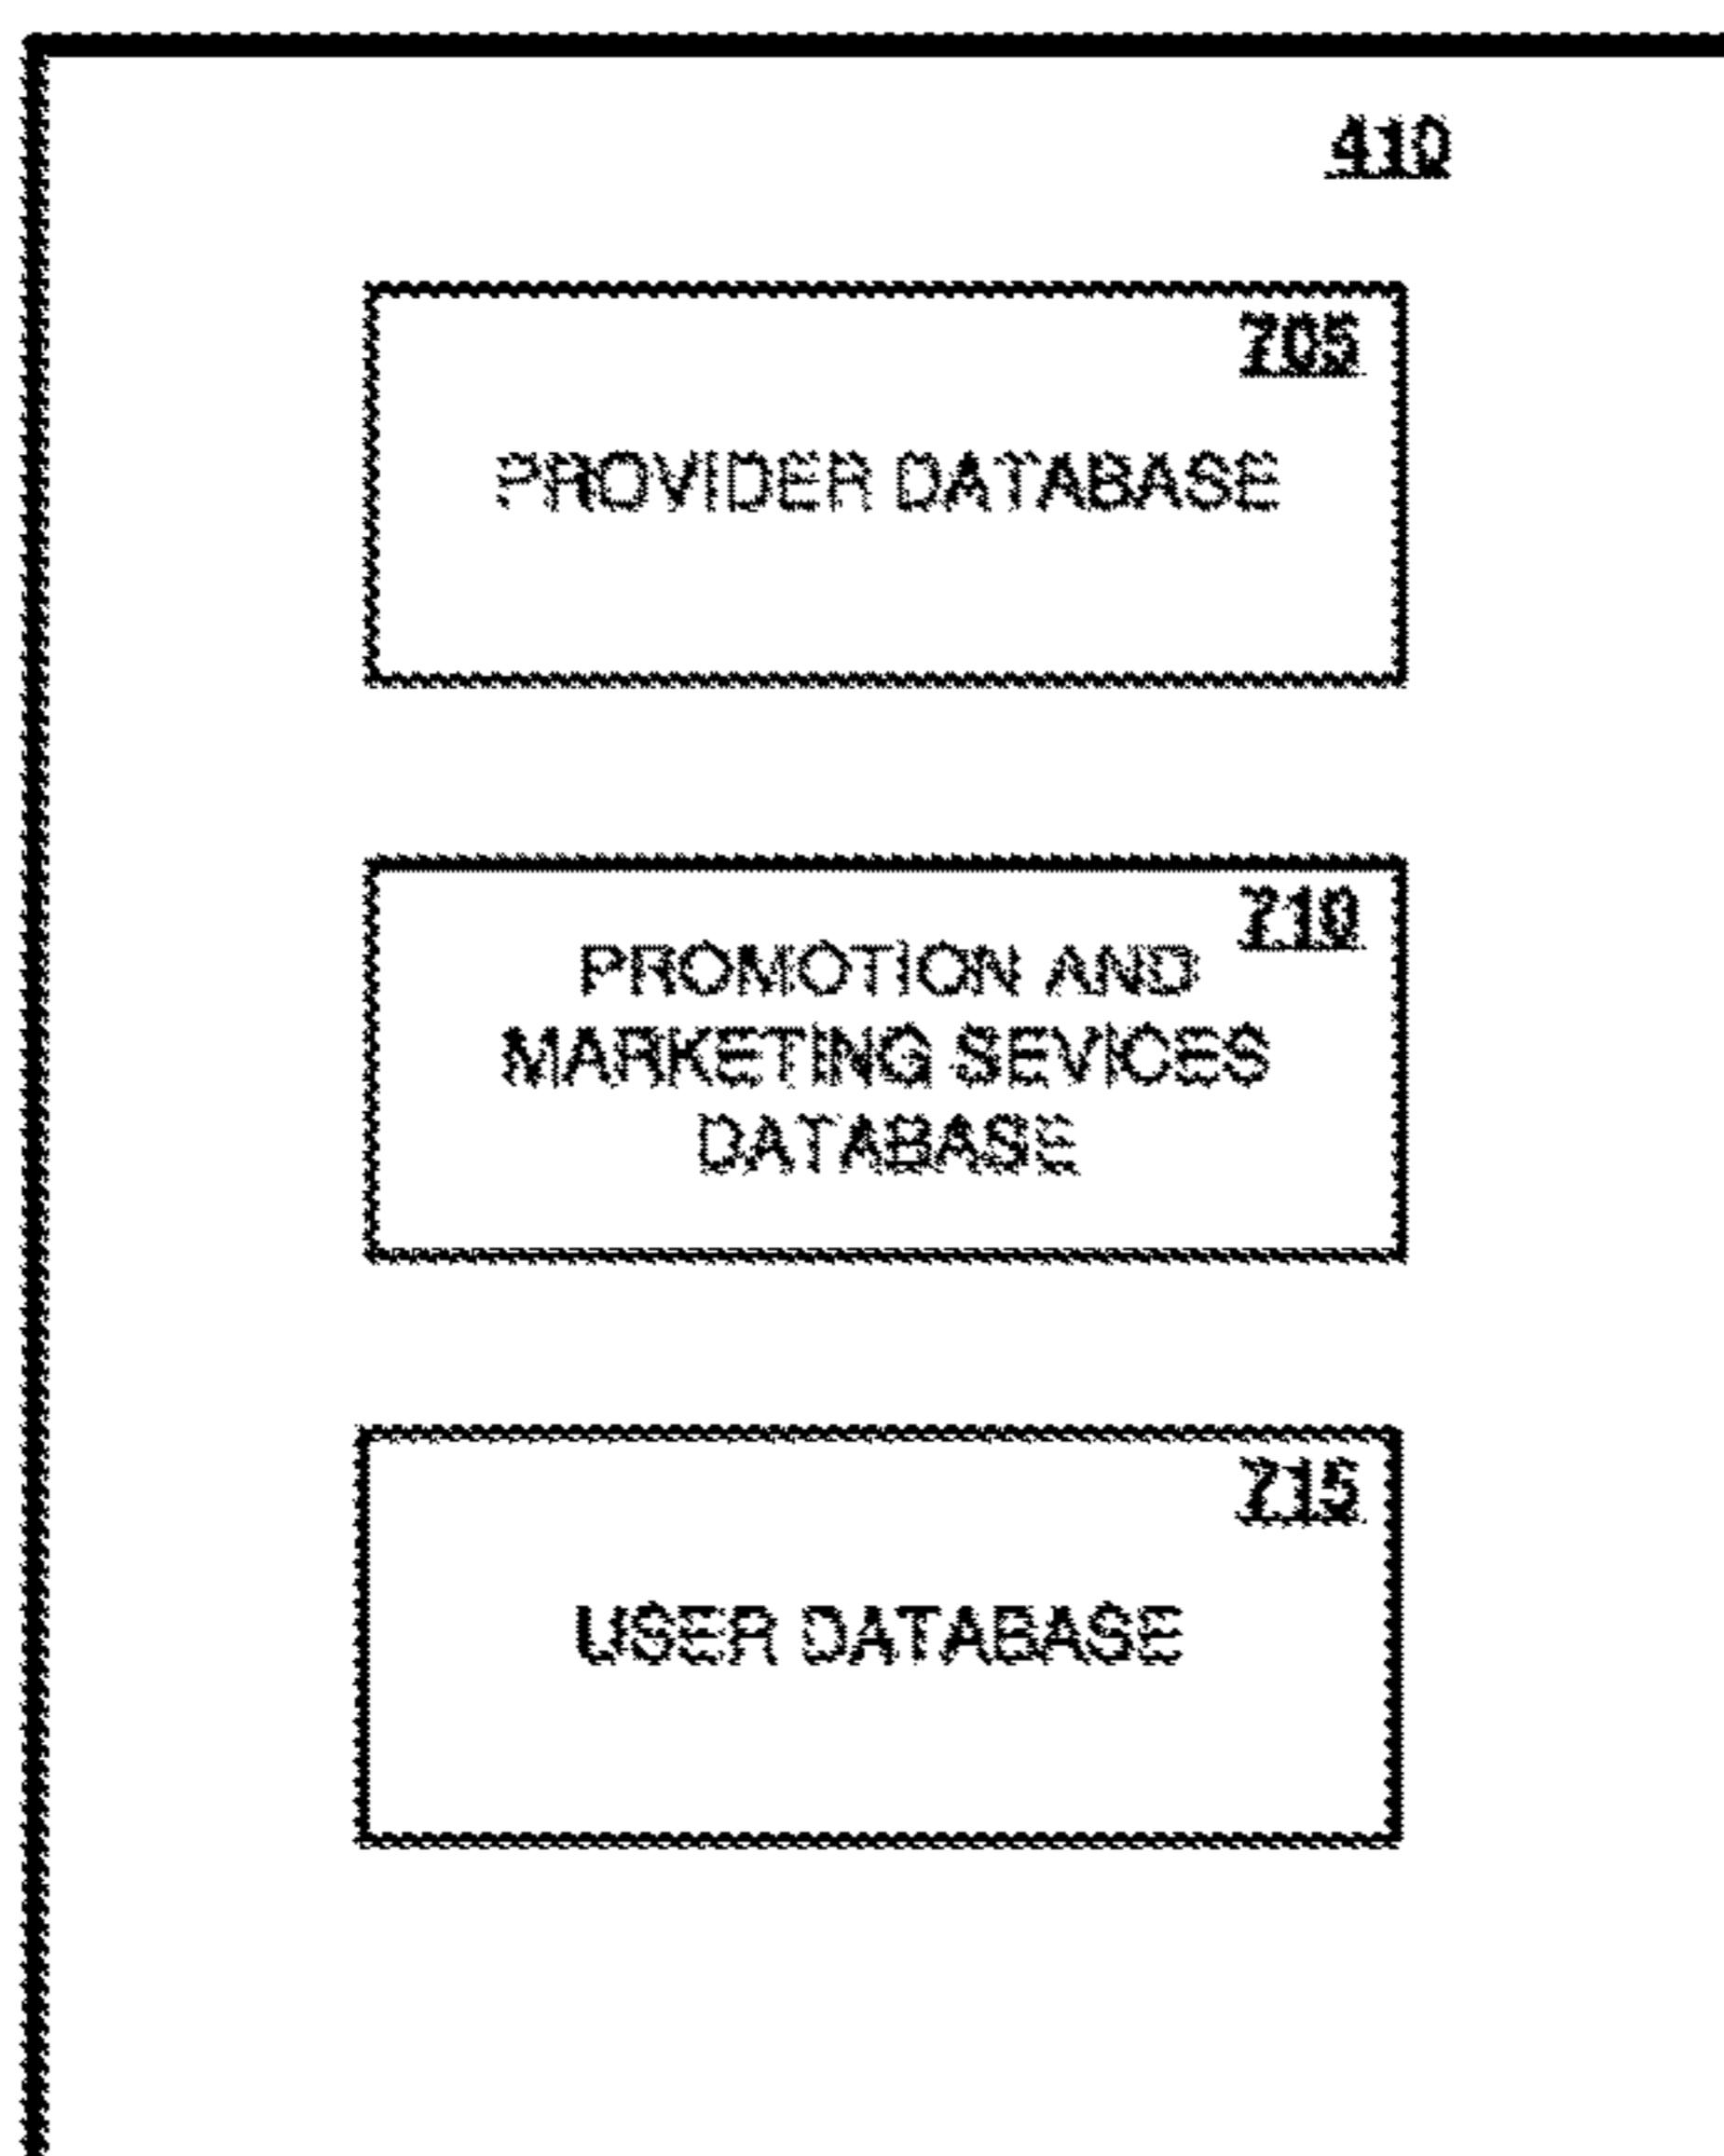 410
705
PROVIDER DATABASE
710
PROMOTION AND
MARKETING SEVICES
DATABASE
715
USER DATABASE